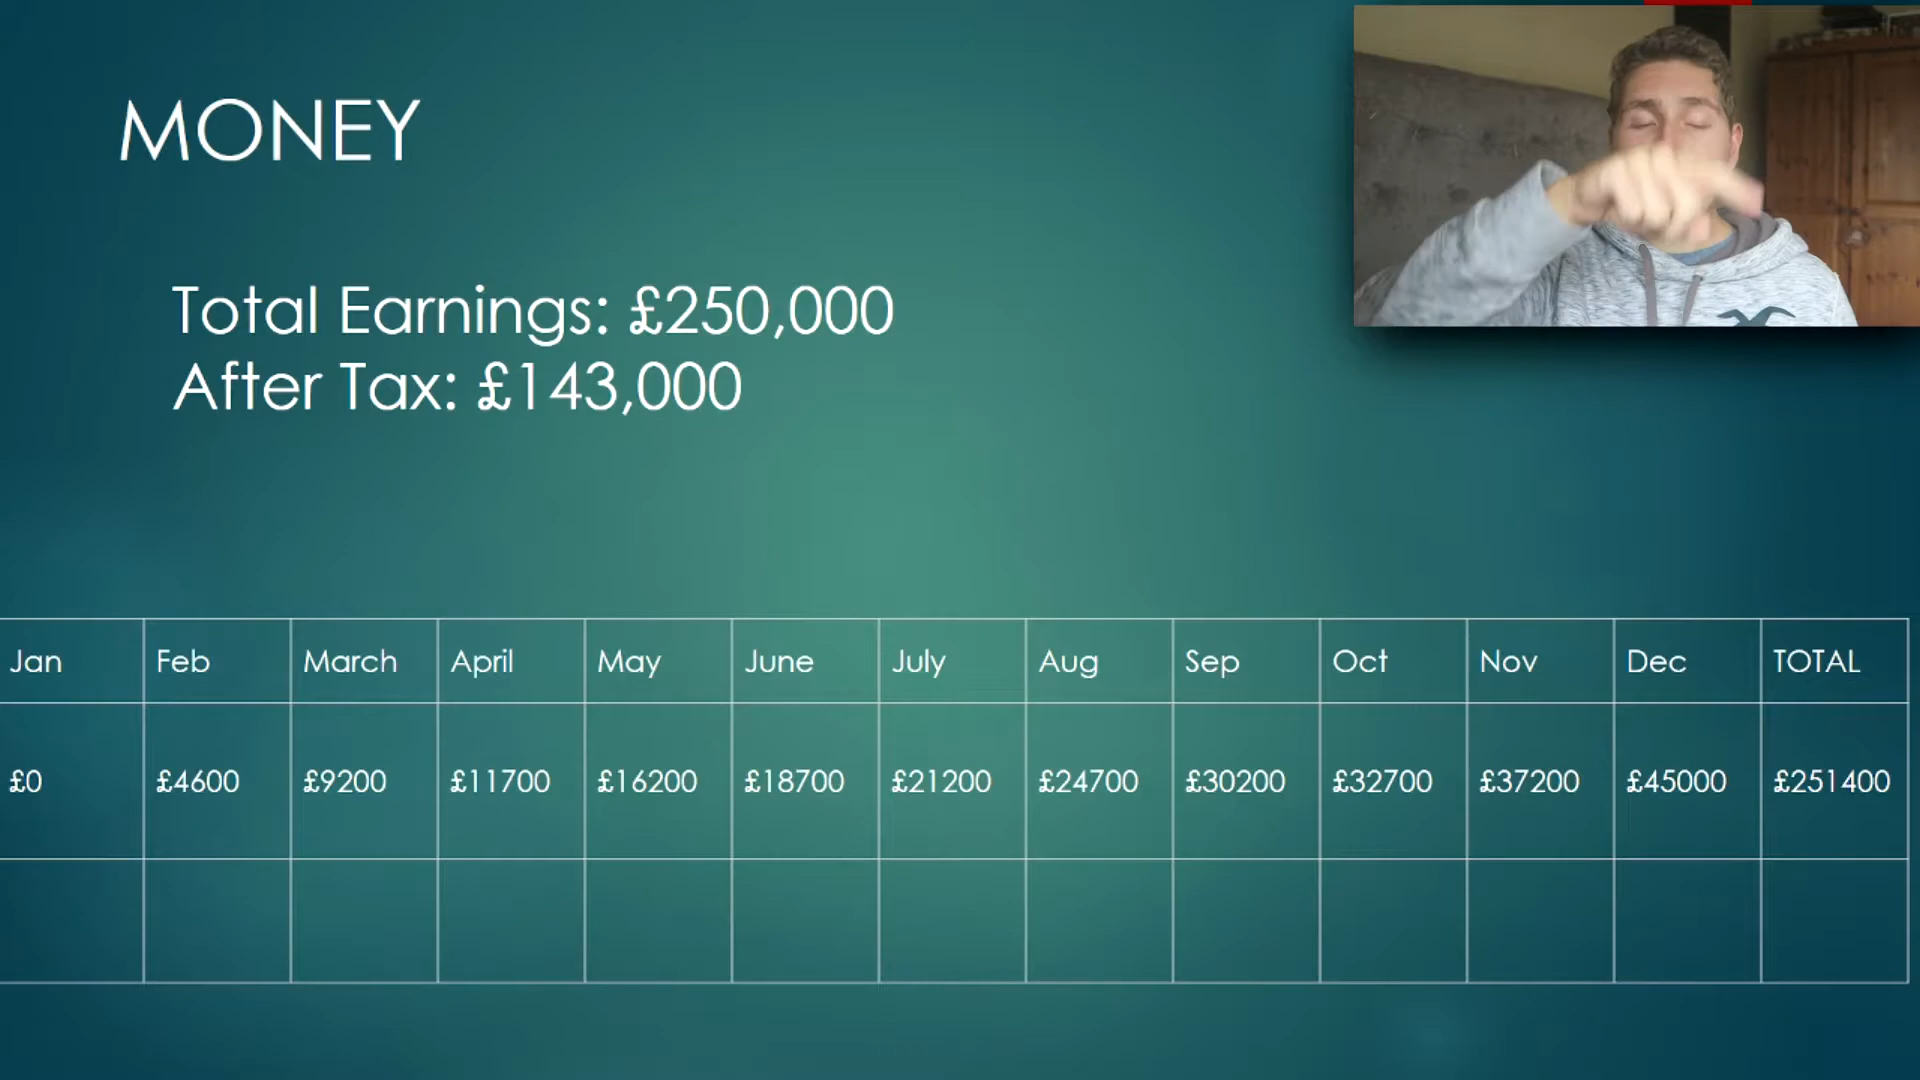 MONEY
Total Earnings: £250,000
After Tax: £143,000
Jan Feb March April May June July Aug Sep Oct Nov Dec TOTAL
£0 £4600 £9200 £11700 £16200 £18700 £21200 £24700 £30200 £32700 £37200 £45000 £251400